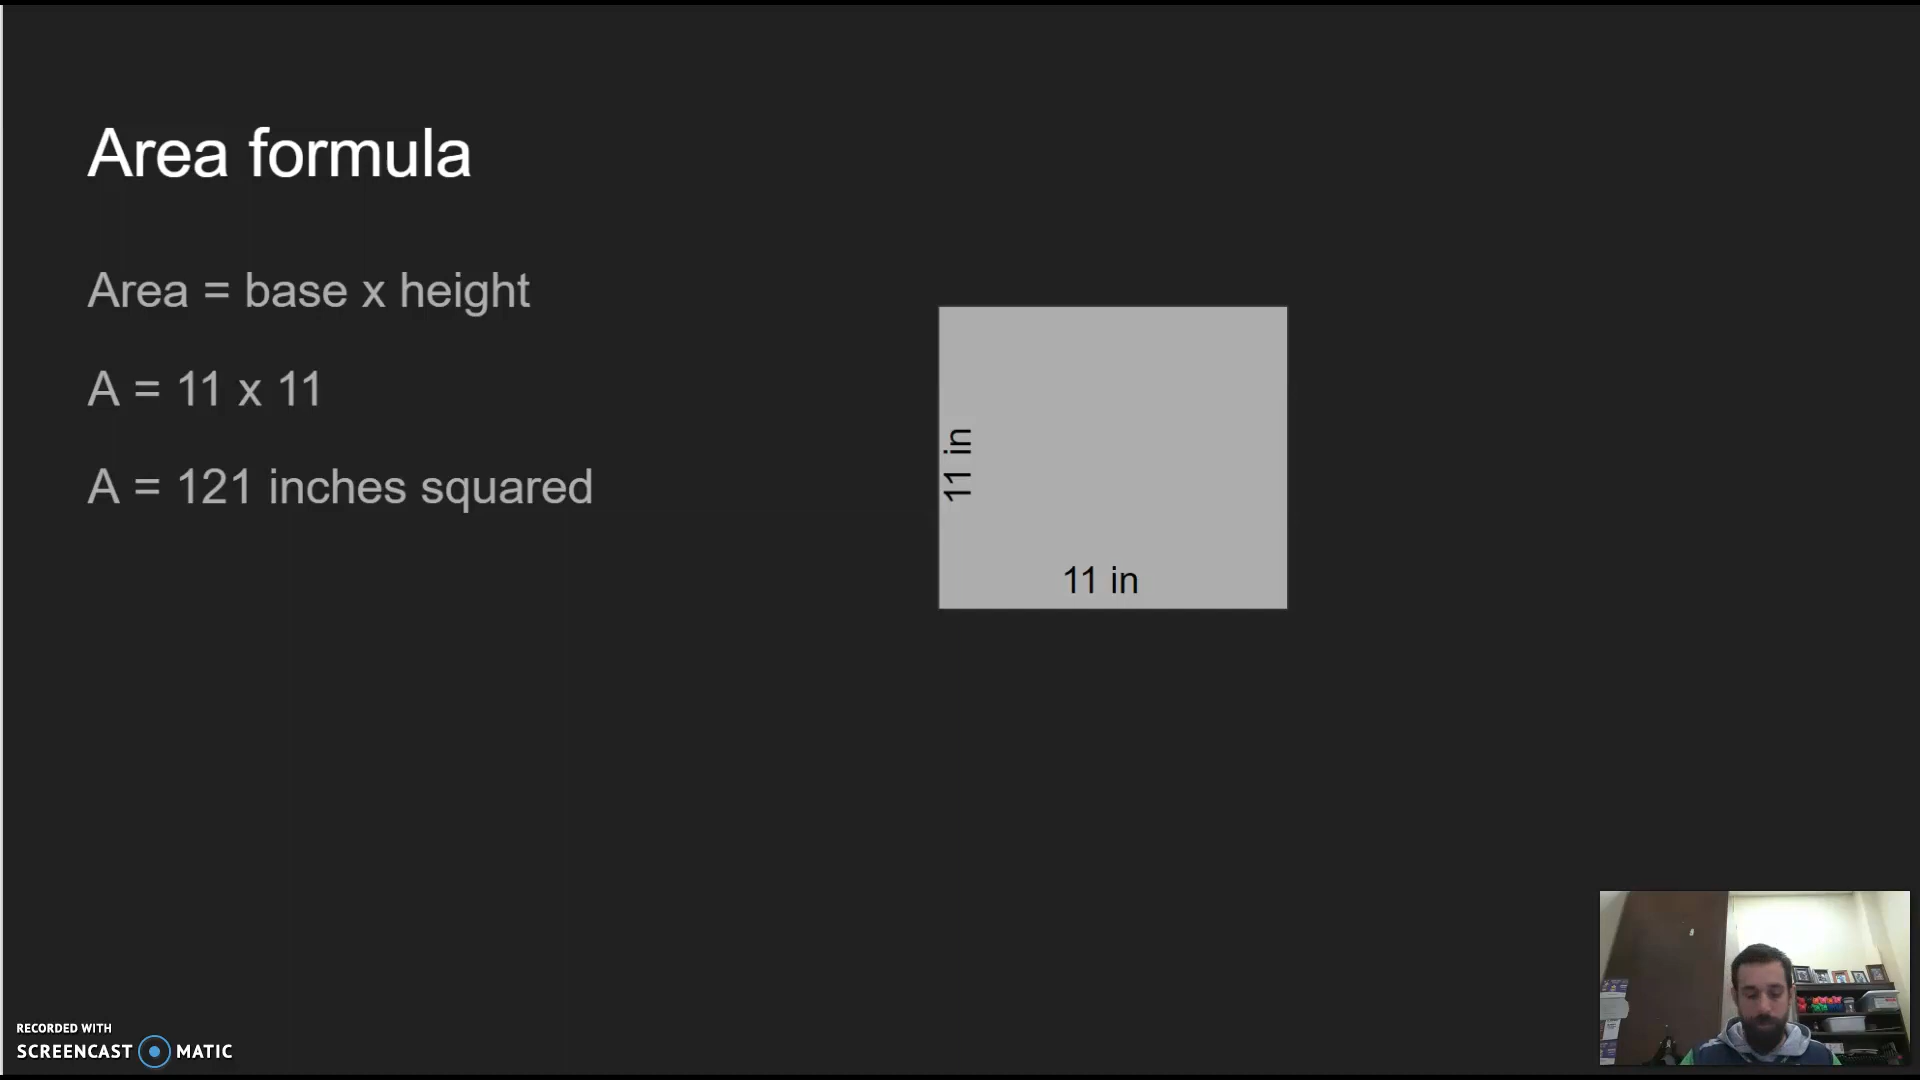 Area formula
Area = base x height
A = 11 x 11
A = 121 inches squared
11 in
11 in
RECORDED WITH
SCREENCAST MATIC